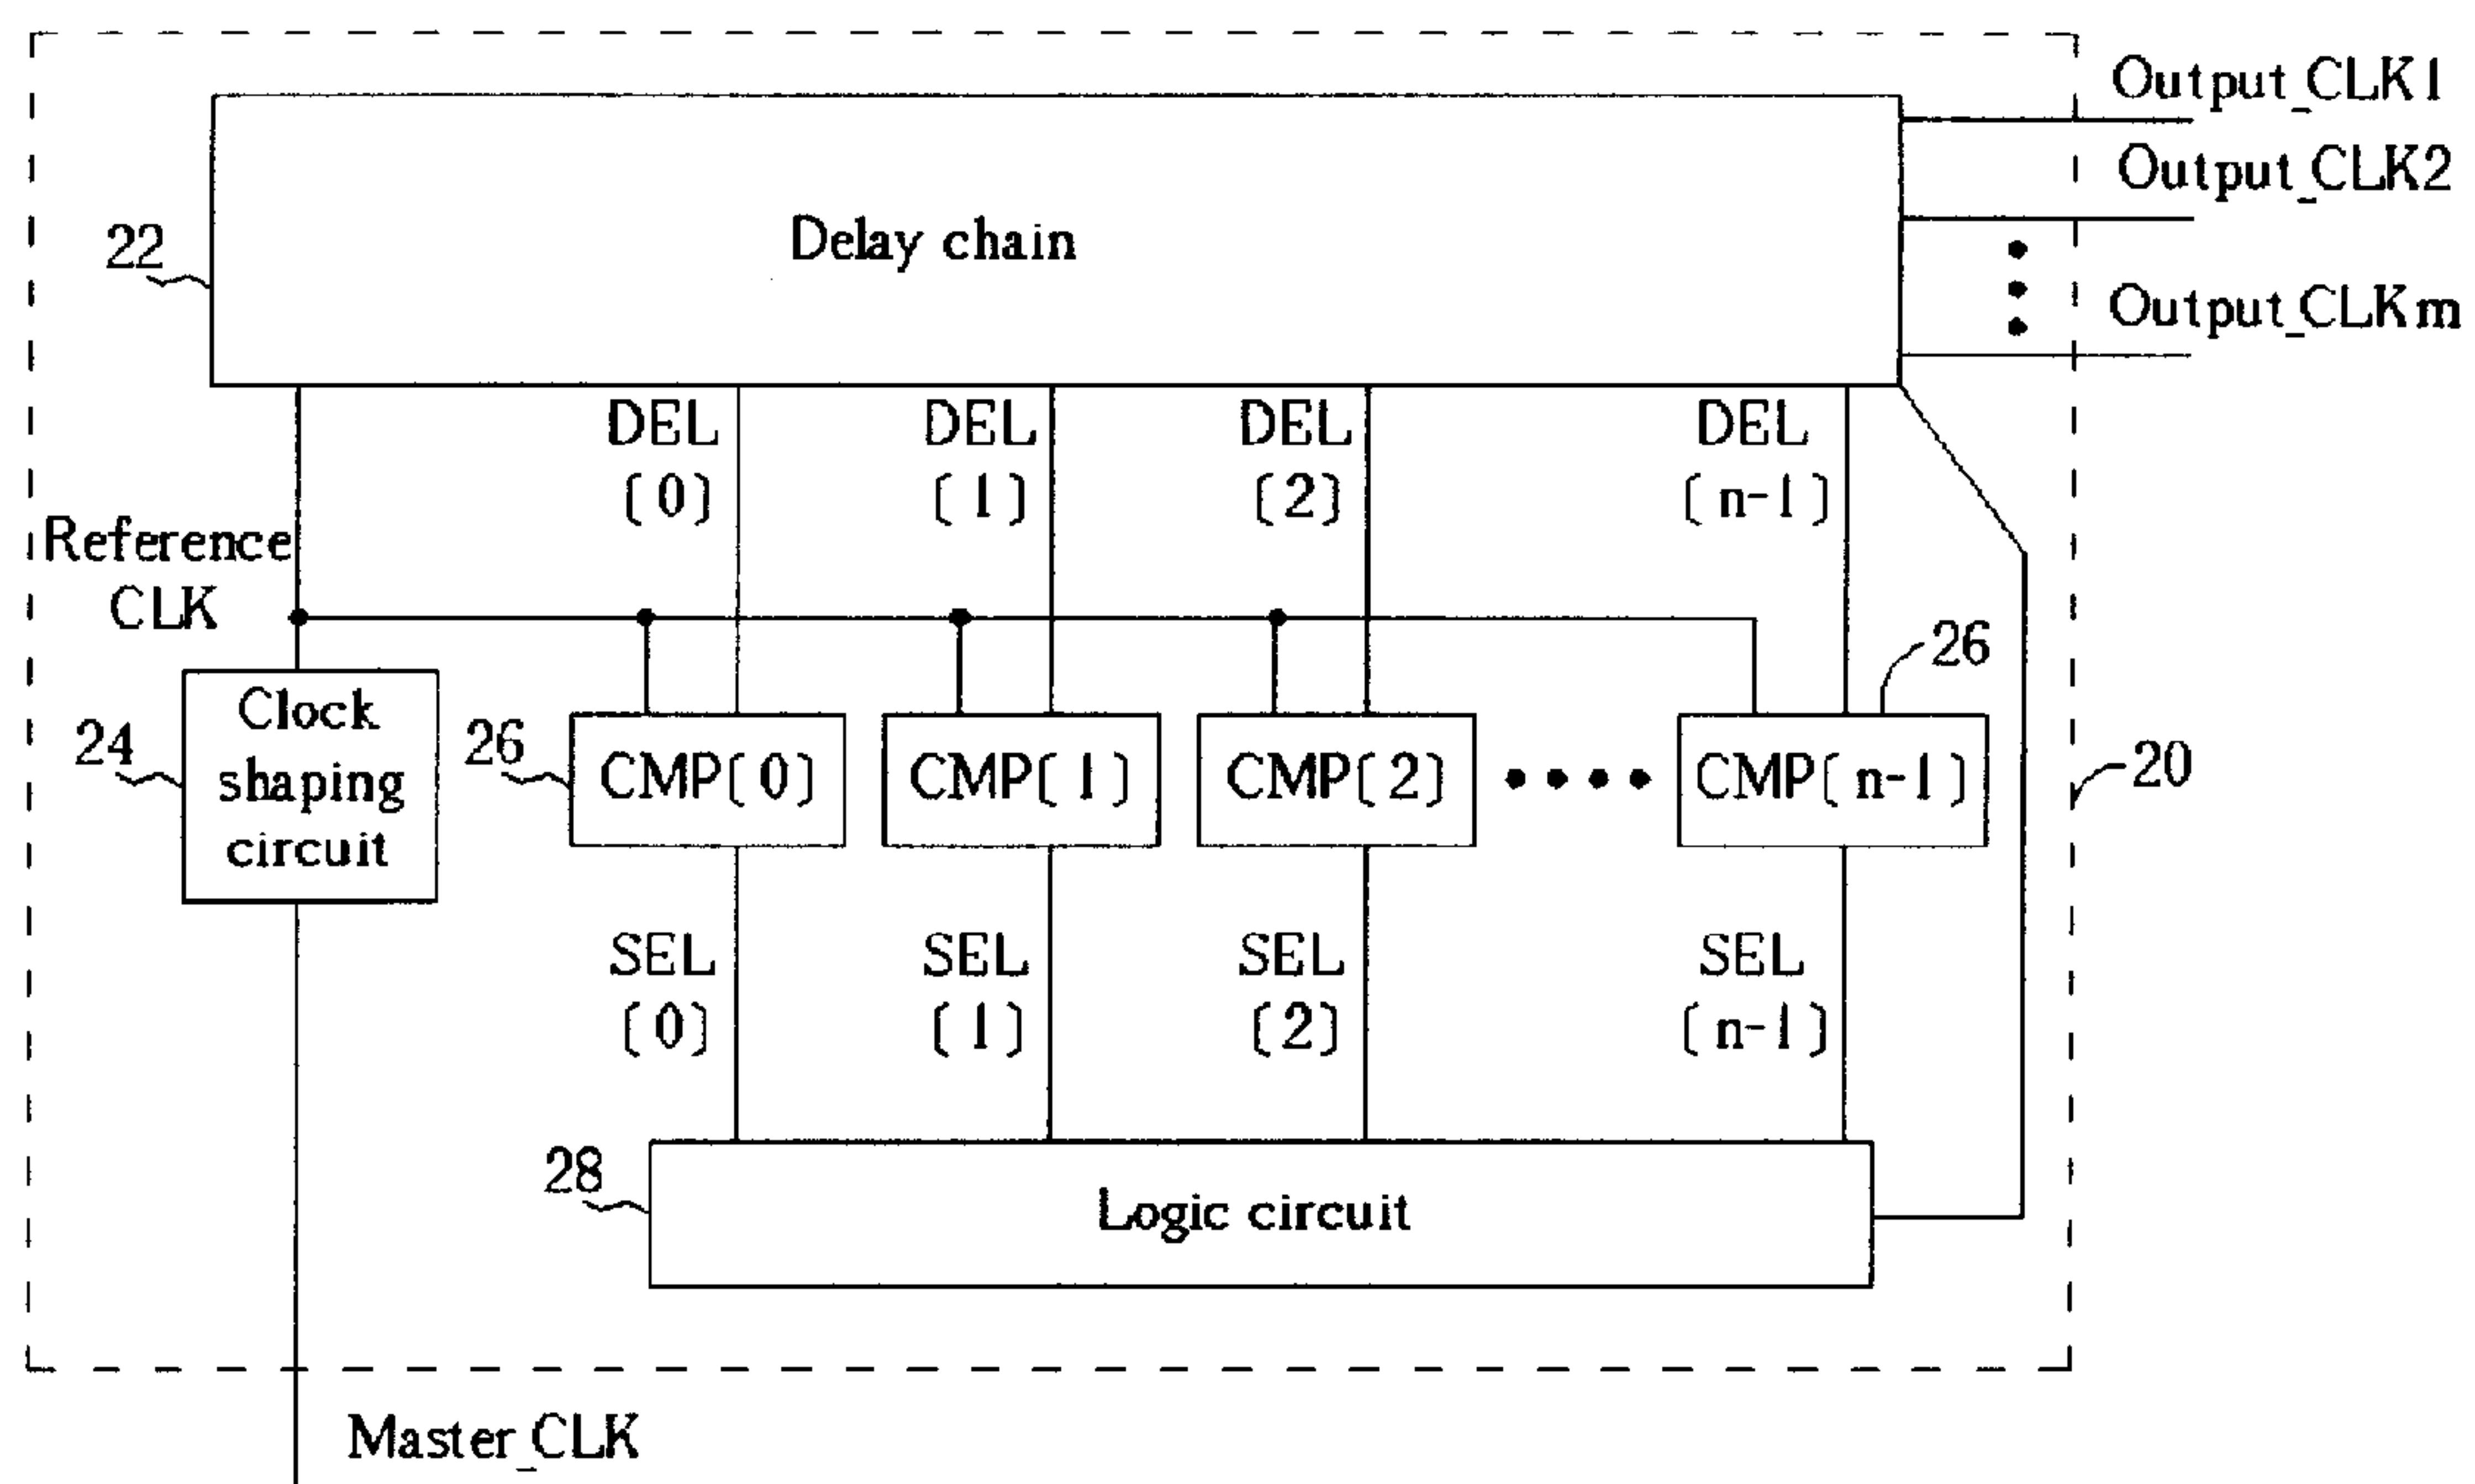 Output_CLK1
Output_CLK2
Delay chain
22
Output_CLKm
DEL DEL DEL DEL
(0) (1) (2) (n-1)
Reference
CLK
26
Clock
shaping
circuit
24
26
CMP(0) CMP(1) CMP(2) CMP(n-1)
20
SEL SEL SEL SEL
(0) (1) (2) (n-1)
28
Logic circuit
Master_CLK